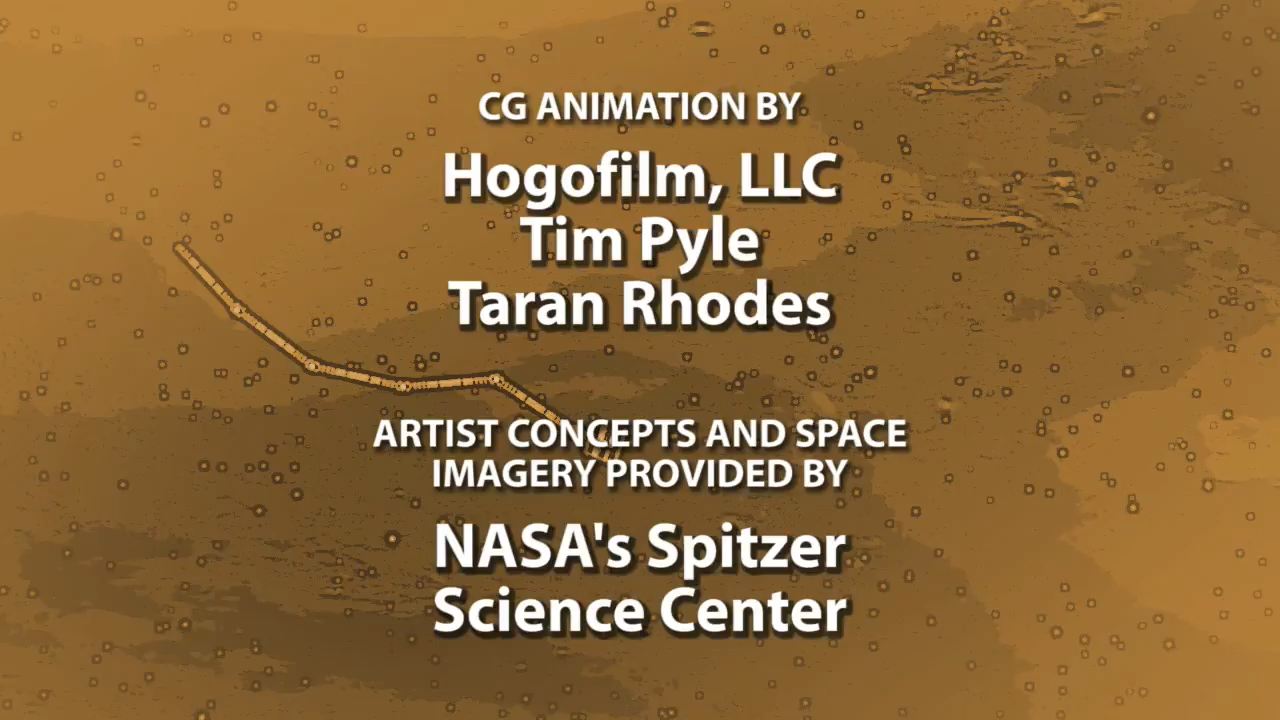 CG ANIMATION BY
Hogofilm, LLC
Tim Pyle
Taran Rhodes
ARTIST CONCEPTS AND SPACE
IMAGERY PROVIDED BY
NASA's Spitzer
Science Center